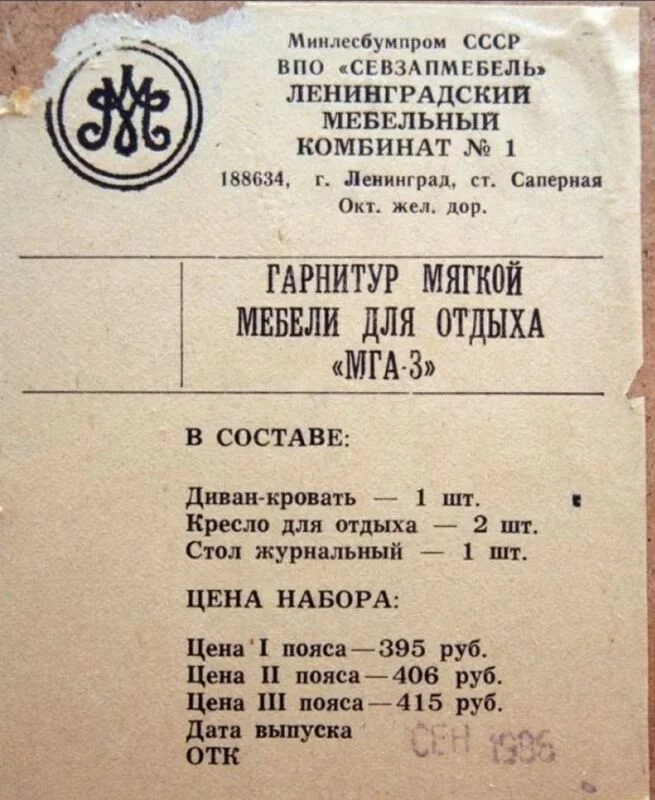 Минлесбумпром СССР
ВПО «СЕВЗАПМЕБЕЛЬ»
ЛЕНИНГРАДСКИЙ
МЕБЕЛЬНЫЙ
КОМБИНАТ № 1
188634, г. Ленинград, ст. Саперная
Окт. жел. дор.
ГАРНИТУР МЯГКОЙ
МЕБЕЛИ ДЛЯ ОТДЫХА
«МГА-3»
В СОСТАВЕ:
Диван-кровать — 1 шт.
Кресло для отдыха — 2 шт.
Стол журнальный — 1 шт.
ЦЕНА НАБОРА:
Цена I пояса — 395 руб.
Цена II пояса — 406 руб.
Цена III пояса — 415 руб.
Дата выпуска СЕН 1986
ОТК